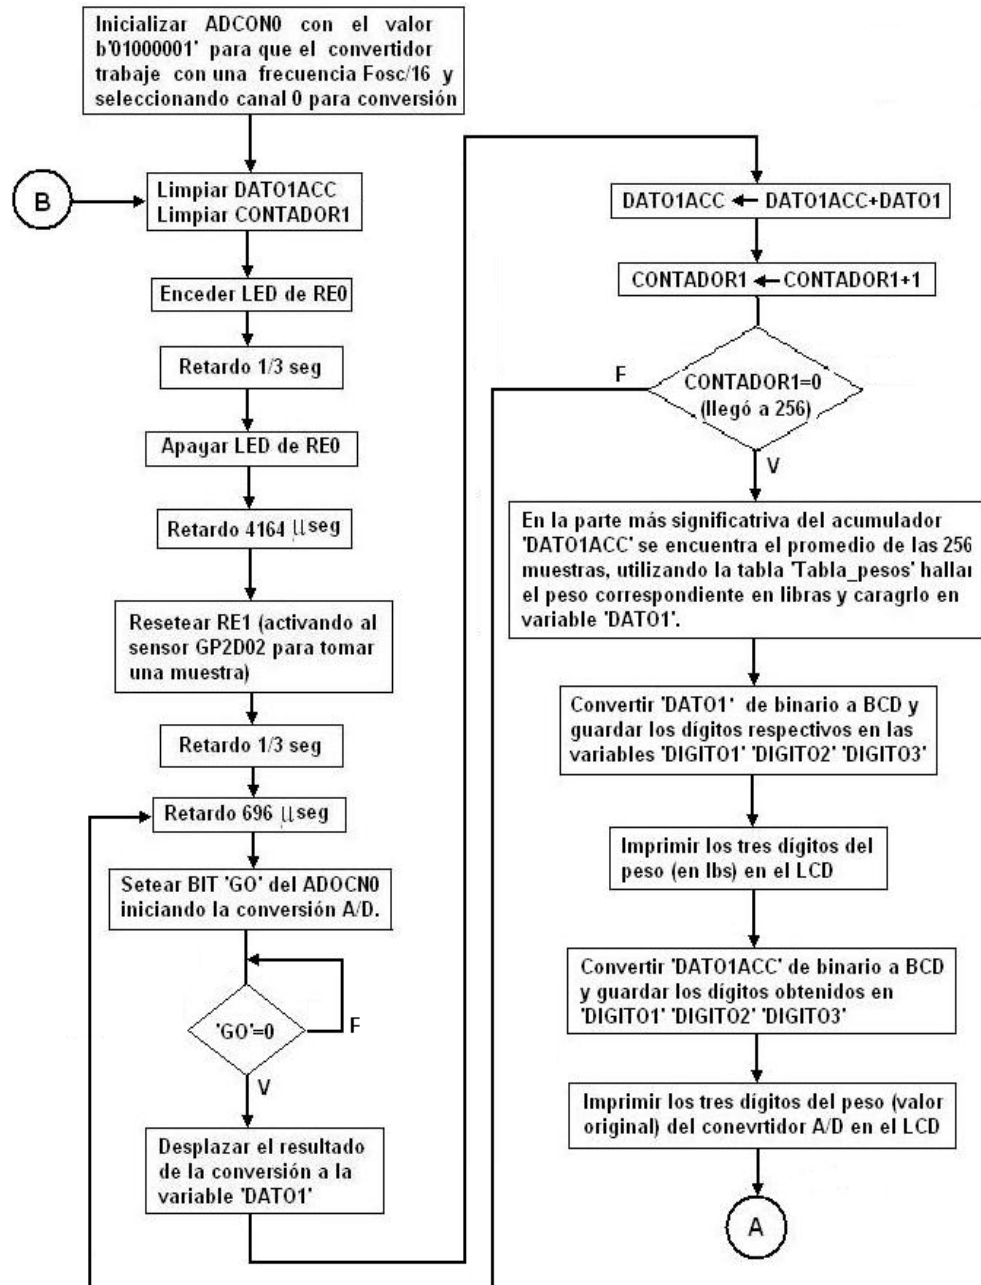 Inicializar ADCON0 con el valor
b'01000001' para que el convertidor
trabaje con una frecuencia Fosc/16 y
seleccionando canal 0 para conversión
B
Limpiar DATO1ACC
Limpiar CONTADOR1
Enceder LED de RE0
Retardo 1/3 seg
Apagar LED de RE0
Retardo 4164 µseg
Resetear RE1 (activando al
sensor GP2D02 para tomar
una muestra)
Retardo 1/3 seg
Retardo 696 µseg
Setear BIT 'GO' del ADOCN0
iniciando la conversión A/D.
'GO'=0
F
V
Desplazar el resultado
de la conversión a la
variable 'DATO1'
DATO1ACC ← DATO1ACC+DATO1
CONTADOR1 ← CONTADOR1+1
F
CONTADOR1=0
(llegó a 256)
V
En la parte más significatriva del acumulador
'DATO1ACC' se encuentra el promedio de las 256
muestras, utilizando la tabla 'Tabla_pesos' hallar
el peso correspondiente en libras y caragrlo en
variable 'DATO1'.
Convertir 'DATO1' de binario a BCD y
guardar los dígitos respectivos en las
variables 'DIGITO1' 'DIGITO2' 'DIGITO3'
Imprimir los tres dígitos del
peso (en lbs) en el LCD
Convertir 'DATO1ACC' de binario a BCD
y guardar los dígitos obtenidos en
'DIGITO1' 'DIGITO2' 'DIGITO3'
Imprimir los tres dígitos del peso (valor
original) del conevrtidor A/D en el LCD
A